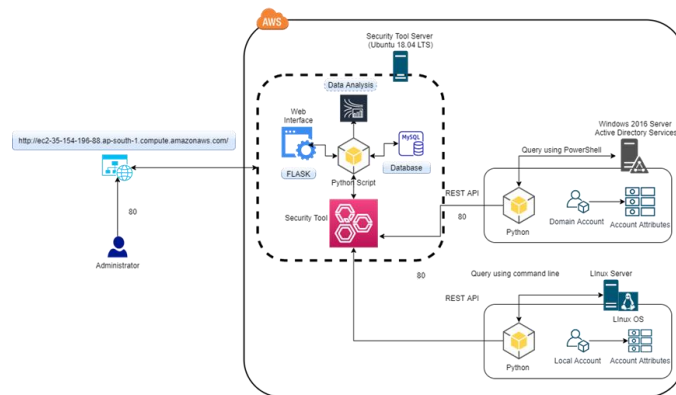 AWS
Security Tool Server
(Ubuntu 18.04 LTS)
Data Analysis
Web
Interface
MySQL
FLASK
Python Script
Database
Security Tool
http://ec2-35-154-196-88.ap-south-1.compute.amazonaws.com/
80
Administrator
Windows 2016 Server
Active Directory Services
Query using PowerShell
REST API
80
Python
Domain Account
Account Attributes
80
Query using command line
LInux Server
REST API
LInux OS
Python
Local Account
Account Attributes